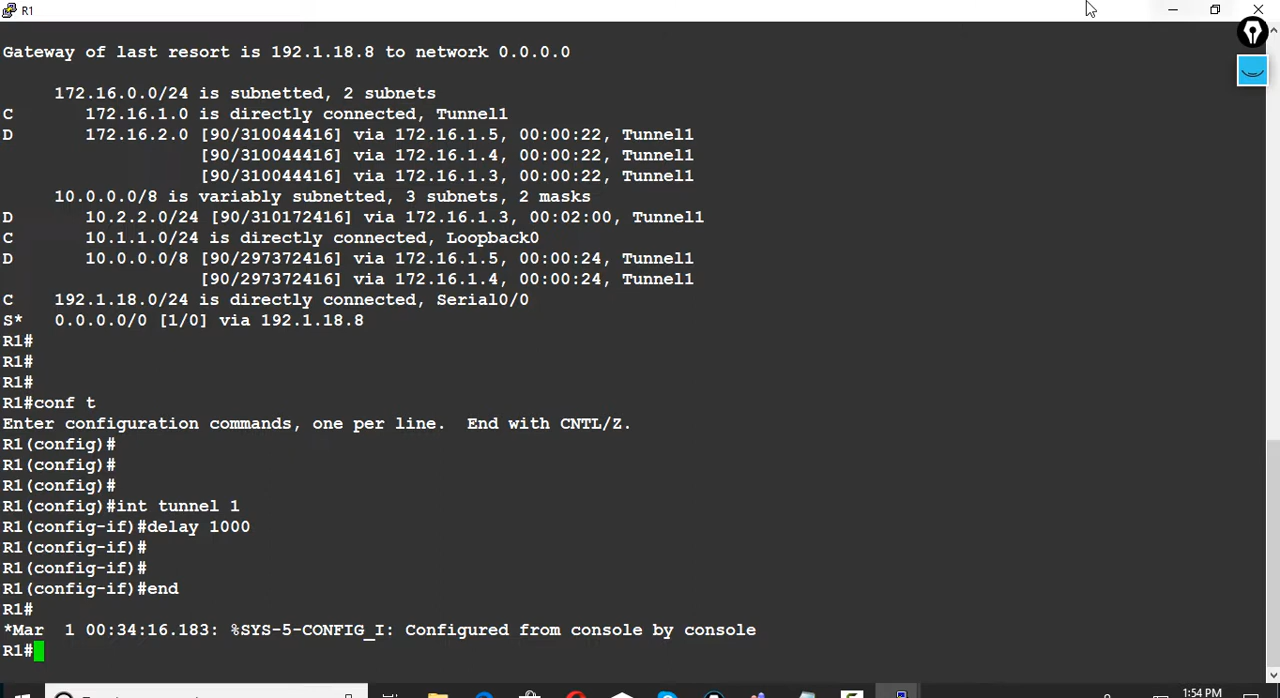 R1
Gateway of last resort is 192.1.18.8 to network 0.0.0.0
172.16.0.0/24 is subnetted, 2 subnets
C 172.16.1.0 is directly connected, Tunnel1
D 172.16.2.0 [90/310044416] via 172.16.1.5, 00:00:22, Tunnel1
[90/310044416] via 172.16.1.4, 00:00:22, Tunnel1
[90/310044416] via 172.16.1.3, 00:00:22, Tunnel1
10.0.0.0/8 is variably subnetted, 3 subnets, 2 masks
D 10.2.2.0/24 [90/310172416] via 172.16.1.3, 00:02:00, Tunnel1
C 10.1.1.0/24 is directly connected, Loopback0
D 10.0.0.0/8 [90/297372416] via 172.16.1.5, 00:00:24, Tunnel1
[90/297372416] via 172.16.1.4, 00:00:24, Tunnel1
C 192.1.18.0/24 is directly connected, Serial0/0
S* 0.0.0.0/0 [1/0] via 192.1.18.8
R1#
R1#
R1#
R1#conf t
Enter configuration commands, one per line. End with CNTL/Z.
R1(config)#
R1(config)#
R1(config)#
R1(config)#int tunnel 1
R1(config-if)#delay 1000
R1(config-if)#
R1(config-if)#
R1(config-if)#end
R1#
*Mar 1 00:34:16.183: %SYS-5-CONFIG_I: Configured from console by console
R1#
1:54 PM